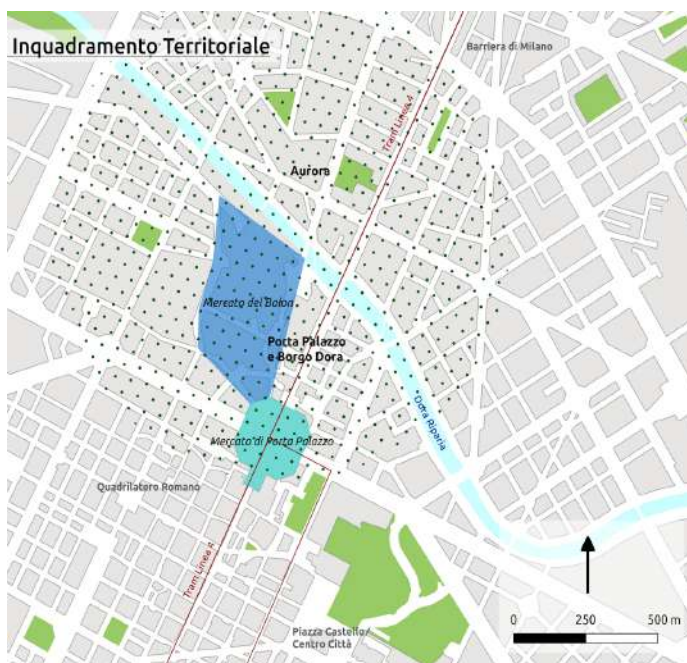 Inquadramento Territoriale
Barriera di Milano
Tram Linea 4
Aurora
Mercato del Balon
Porta Palazzo
e Borgo Dora
Dora Riparia
Mercato di Porta Palazzo
Quadrilatero Romano
Tram Linea 4
Piazza Castello/
Centro Città
0 250 500 m